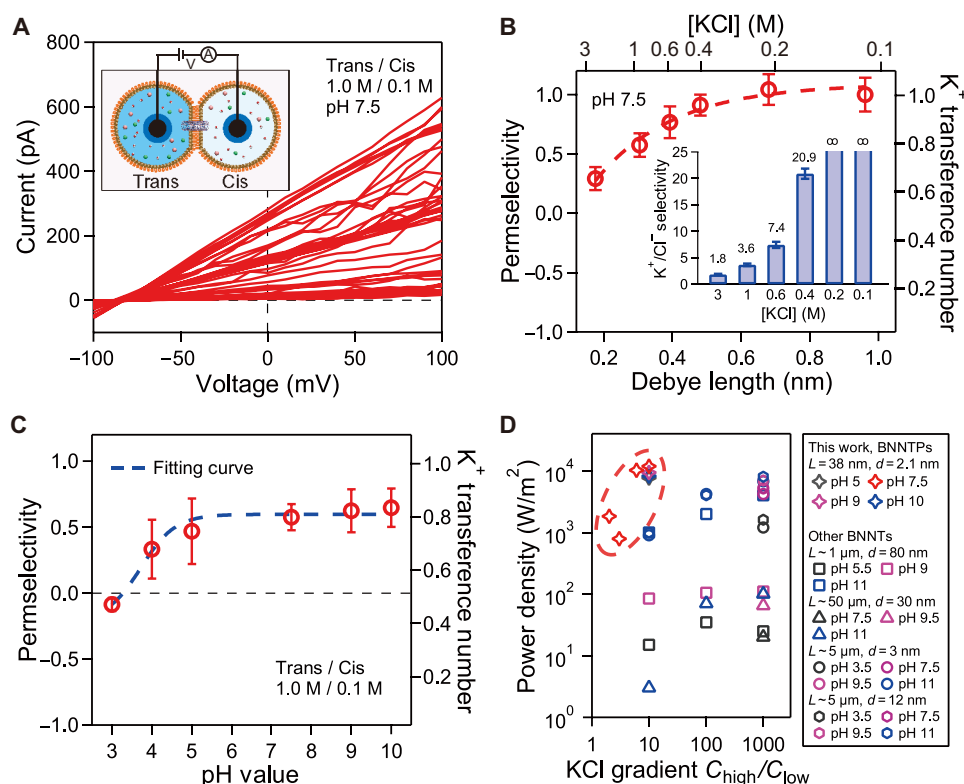 A
800
600
400
200
0
Current (pA)
−100
−50
0
50
100
Voltage (mV)
V
A
Trans
Cis
Trans / Cis
1.0 M / 0.1 M
pH 7.5
B
[KCl] (M)
3
1
0.6
0.4
0.2
0.1
pH 7.5
1.0
0.5
0.0
−0.5
−1.0
Permselectivity
1.0
0.8
0.6
0.4
0.2
K+ transference number
0.2
0.4
0.6
0.8
1.0
Debye length (nm)
25
20
15
10
5
0
K+/Cl− selectivity
1.8
3.6
7.4
20.9
∞
∞
3
1
0.6
0.4
0.2
0.1
[KCl] (M)
C
Fitting curve
1.0
0.5
0.0
−0.5
−1.0
Permselectivity
1.0
0.8
0.6
0.4
0.2
K+ transference number
Trans / Cis
1.0 M / 0.1 M
3
4
5
6
7
8
9
10
pH value
D
10⁴
10³
10²
10¹
10⁰
Power density (W/m²)
1
10
100
1000
KCl gradient Chigh/Clow
This work, BNNTPs
L = 38 nm, d = 2.1 nm
pH 5 pH 7.5
pH 9 pH 10
Other BNNTs
L~1 μm, d = 80 nm
pH 5.5 pH 9
pH 11
L~50 μm, d = 30 nm
pH 7.5 pH 9.5
pH 11
L~5 μm, d = 3 nm
pH 3.5 pH 7.5
pH 9.5 pH 11
L~5 μm, d = 12 nm
pH 3.5 pH 7.5
pH 9.5 pH 11